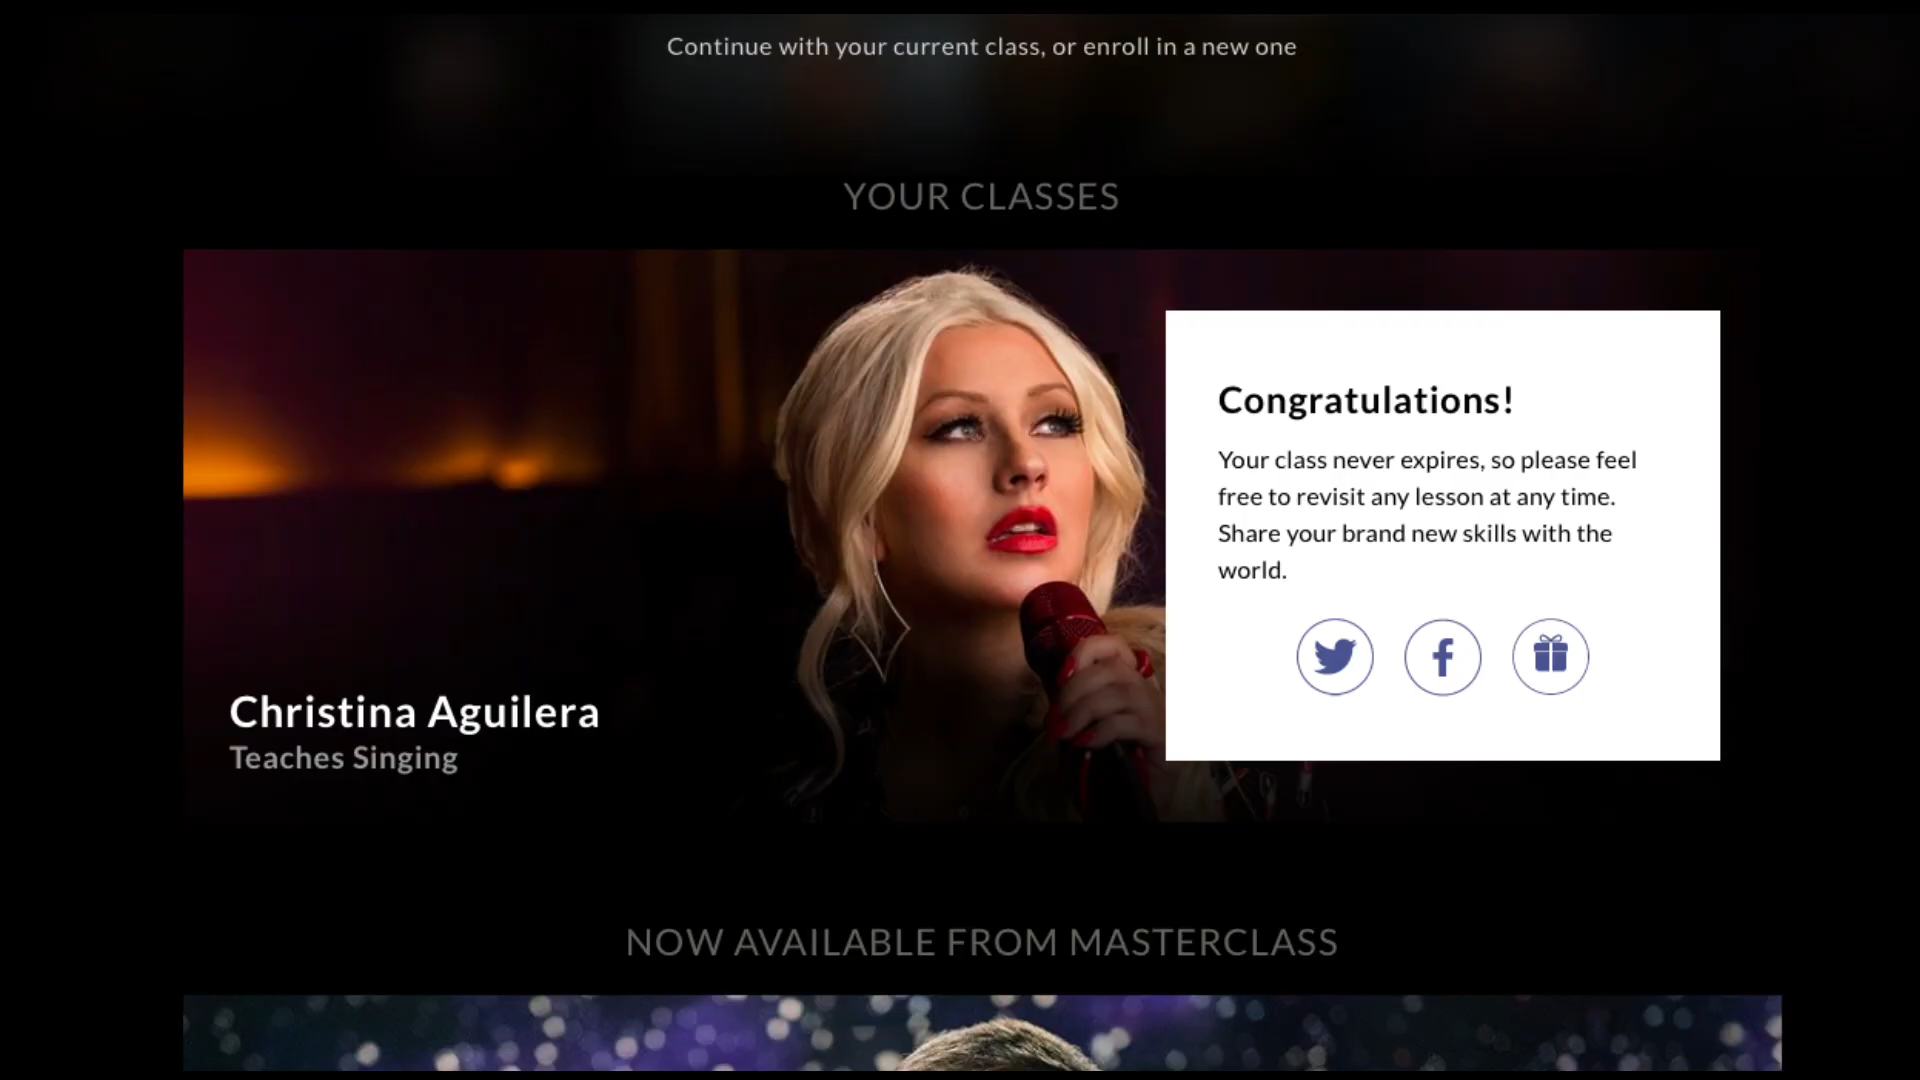 Continue with your current class, or enroll in a new one
YOUR CLASSES
Congratulations!
Your class never expires, so please feel
free to revisit any lesson at any time.
Share your brand new skills with the
world.
Christina Aguilera
Teaches Singing
NOW AVAILABLE FROM MASTERCLASS